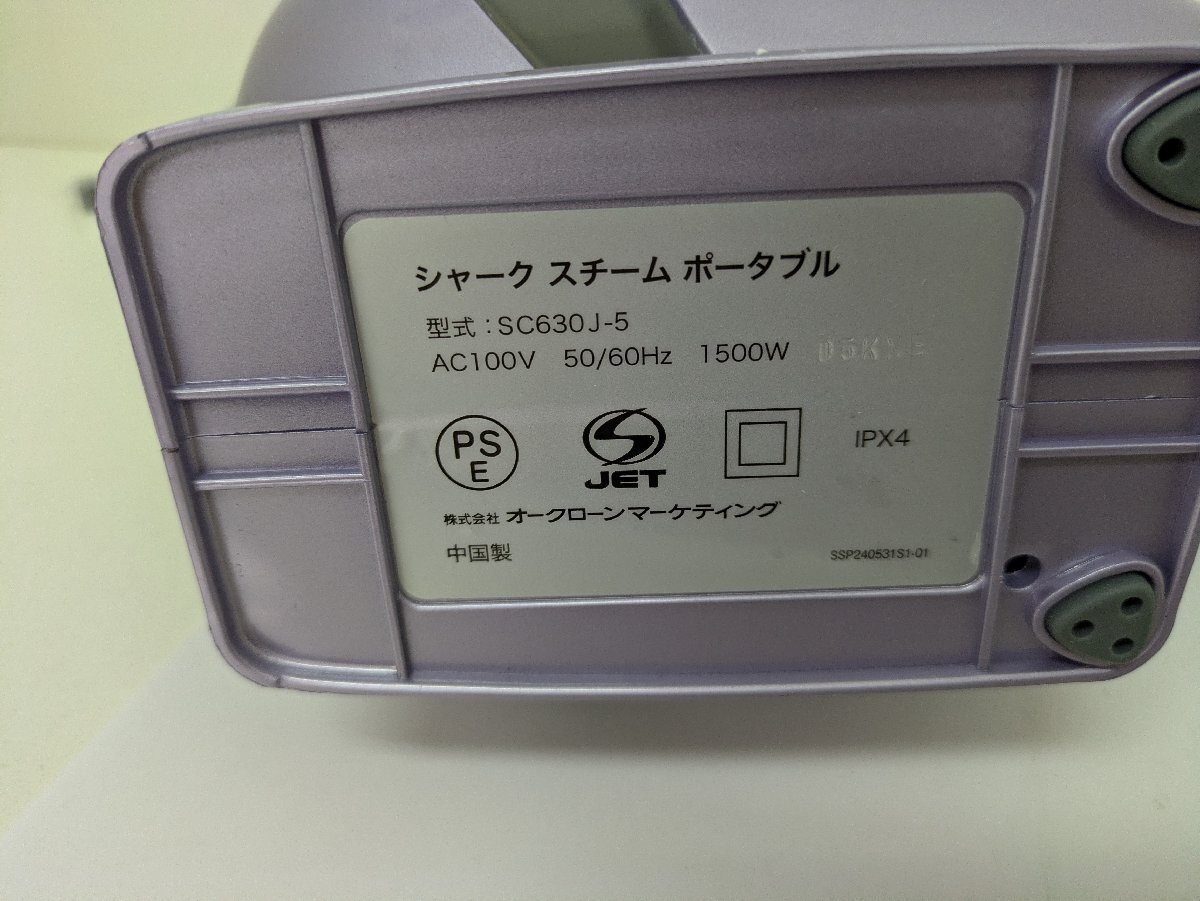 シャーク スチーム ポータブル
型式：SC630J-5
AC100V 50/60Hz 1500W
PS
E
JET
IPX4
株式会社 オークローンマーケティング
中国製
SSP240531S1-01